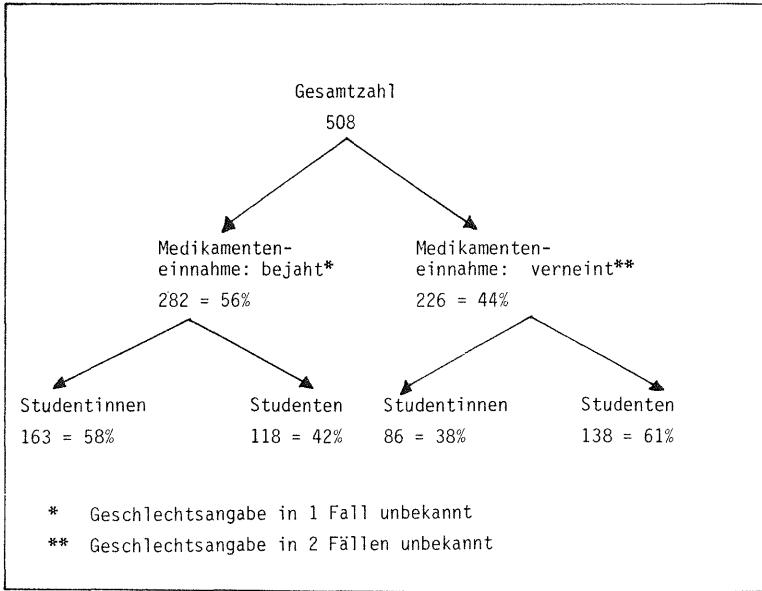 Gesamtzahl
508
Medikamenten-
einnahme: bejaht*
282 = 56%
Medikamenten-
einnahme: verneint**
226 = 44%
Studentinnen
163 = 58%
Studenten
118 = 42%
Studentinnen
86 = 38%
Studenten
138 = 61%
* Geschlechtsangabe in 1 Fall unbekannt
** Geschlechtsangabe in 2 Fällen unbekannt